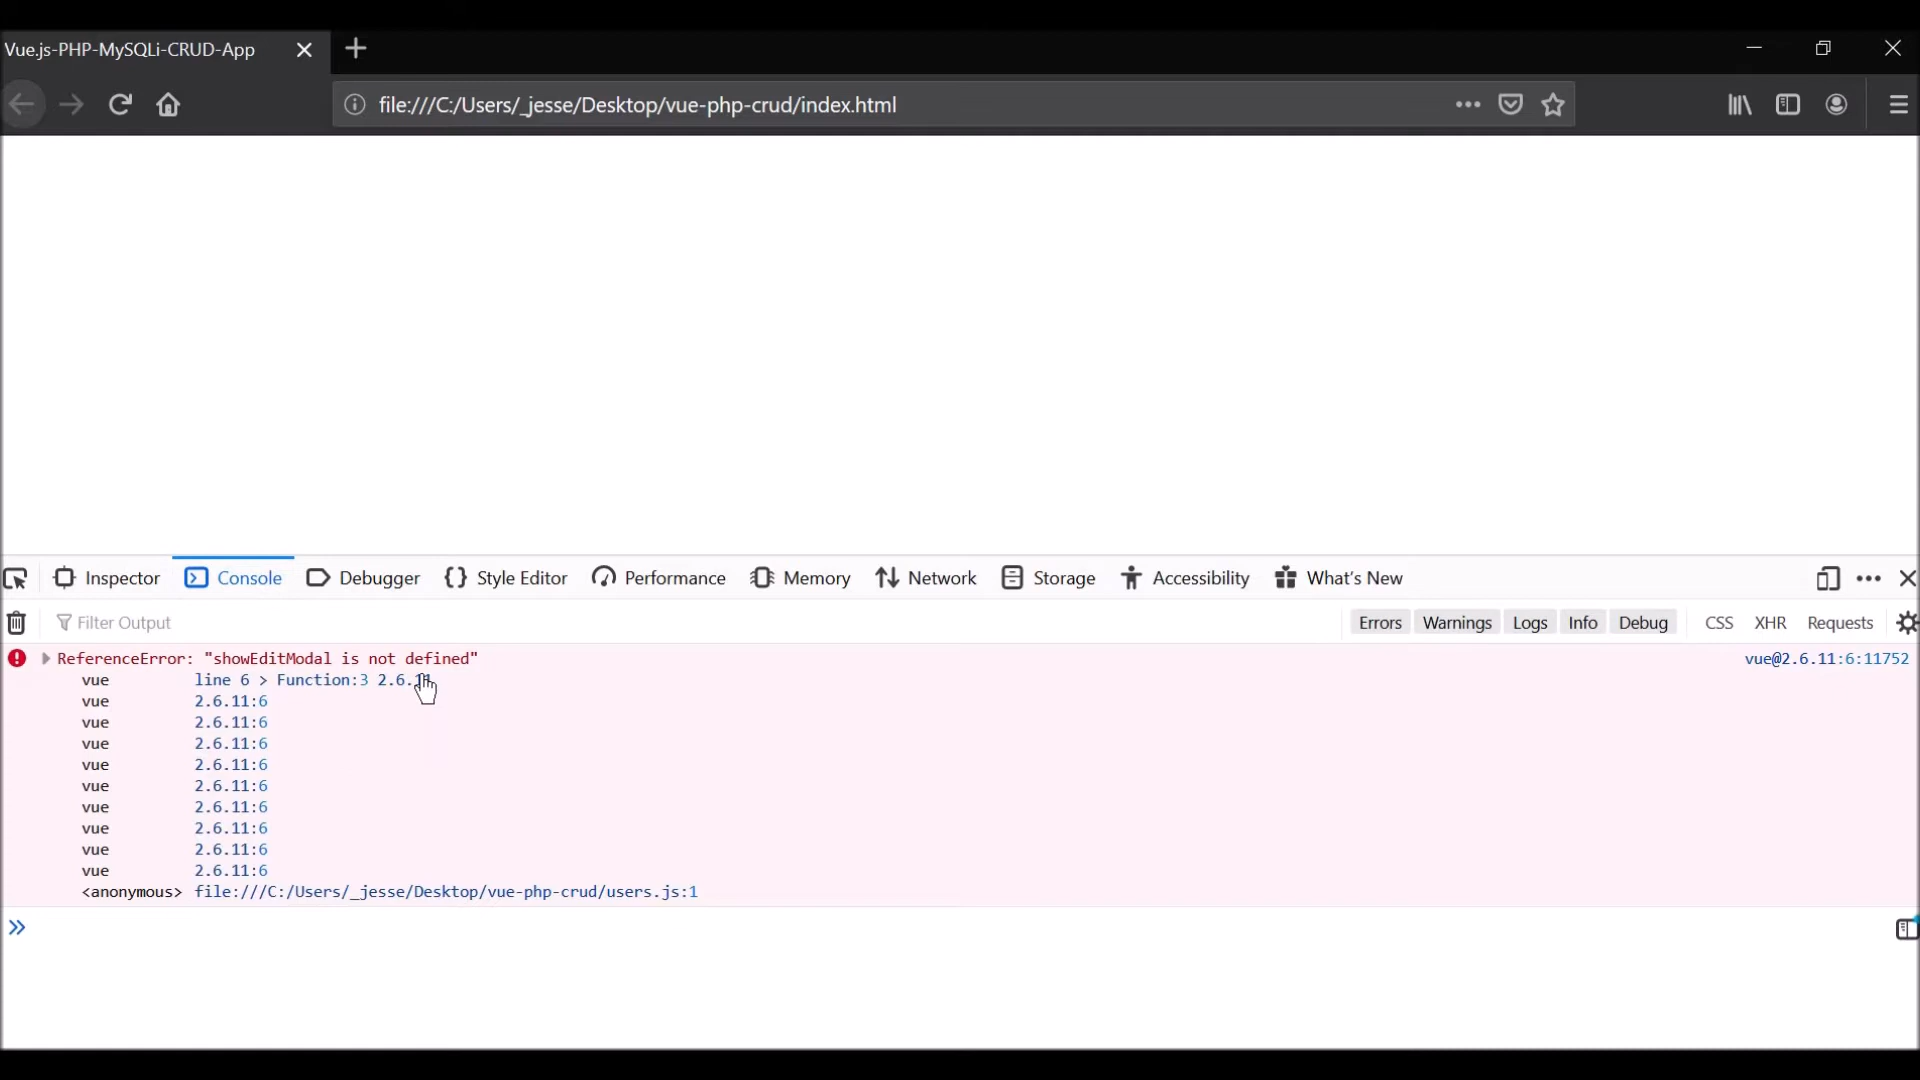 Vue.js-PHP-MySQLi-CRUD-App
file:///C:/Users/_jesse/Desktop/vue-php-crud/index.html
Inspector Console Debugger Style Editor Performance Memory Network Storage Accessibility What's New
Filter Output Errors Warnings Logs Info Debug CSS XHR Requests
ReferenceError: "showEditModal is not defined" vue@2.6.11:6:11752
vue line 6 > Function:3 2.6.11
vue 2.6.11:6
vue 2.6.11:6
vue 2.6.11:6
vue 2.6.11:6
vue 2.6.11:6
vue 2.6.11:6
vue 2.6.11:6
vue 2.6.11:6
vue 2.6.11:6
<anonymous> file:///C:/Users/_jesse/Desktop/vue-php-crud/users.js:1